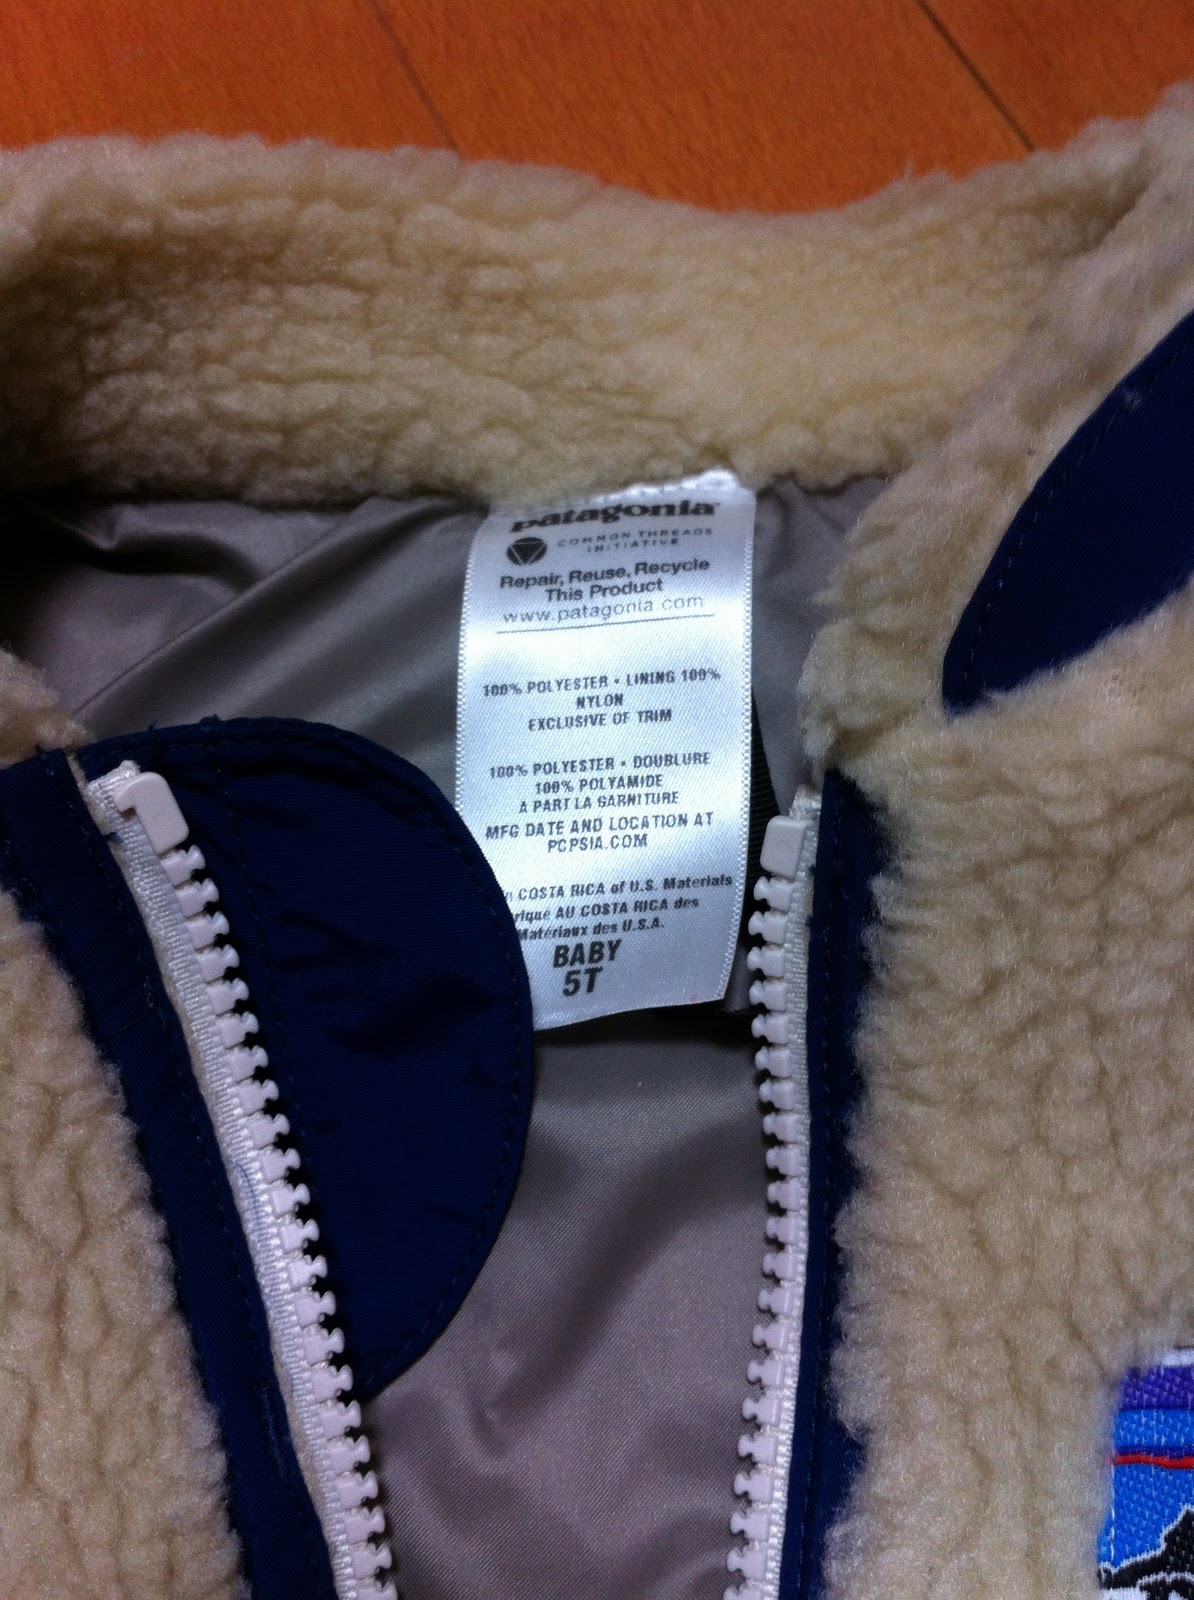 patagonia
COMMON THREADS
INITIATIVE
Repair, Reuse, Recycle
This Product
www.patagonia.com
100% POLYESTER • LINING 100%
NYLON
EXCLUSIVE OF TRIM
100% POLYESTER • DOUBLURE
100% POLYAMIDE
A PART LA GARNITURE
MFG DATE AND LOCATION AT
PCPSIA.COM
COSTA RICA of U.S. Materials
AU COSTA RICA des
Matériaux des U.S.A.
BABY
5T